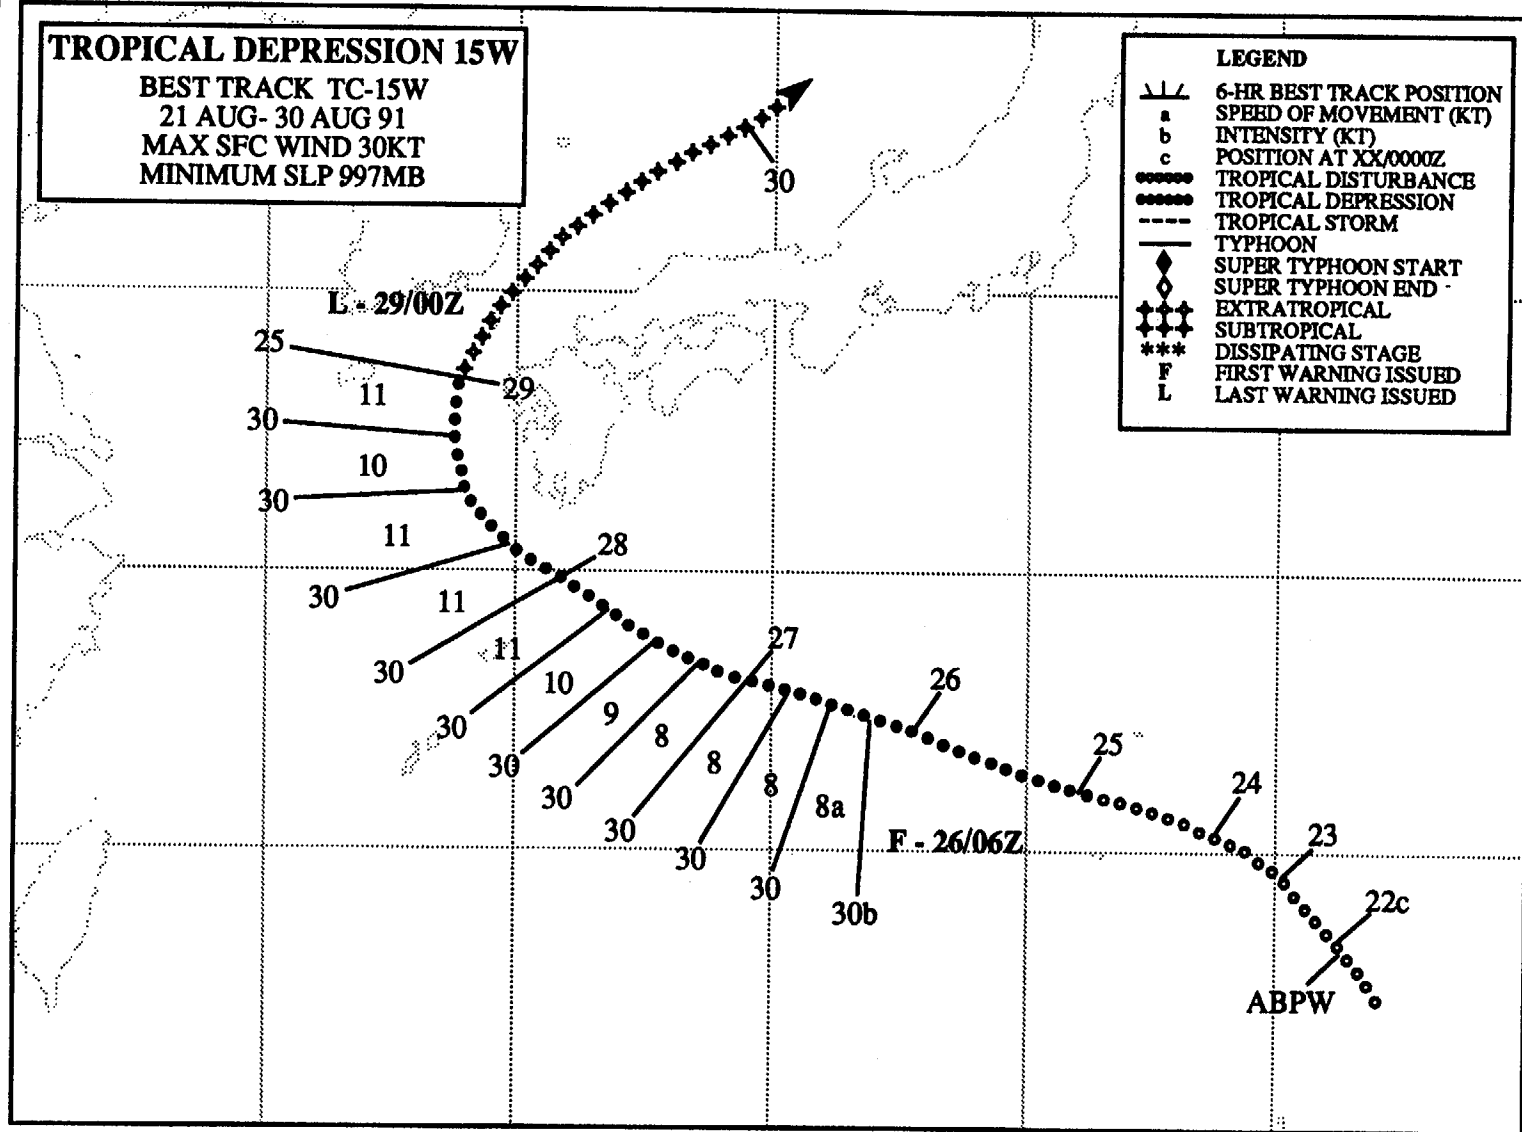 TROPICAL DEPRESSION 15W
BEST TRACK TC-15W
21 AUG- 30 AUG 91
MAX SFC WIND 30KT
MINIMUM SLP 997MB
LEGEND
6-HR BEST TRACK POSITION
a SPEED OF MOVEMENT (KT)
b INTENSITY (KT)
c POSITION AT XX/0000Z
TROPICAL DISTURBANCE
TROPICAL DEPRESSION
TROPICAL STORM
TYPHOON
SUPER TYPHOON START
SUPER TYPHOON END
EXTRATROPICAL
SUBTROPICAL
*** DISSIPATING STAGE
F FIRST WARNING ISSUED
L LAST WARNING ISSUED
30
L - 29/00Z
25
29
11
30
10
30
11
28
30
11
27
11
30
26
10
30
9
8
25
30
8
8
24
30
8a
30
F - 26/06Z
23
30
30
30b
22c
ABPW